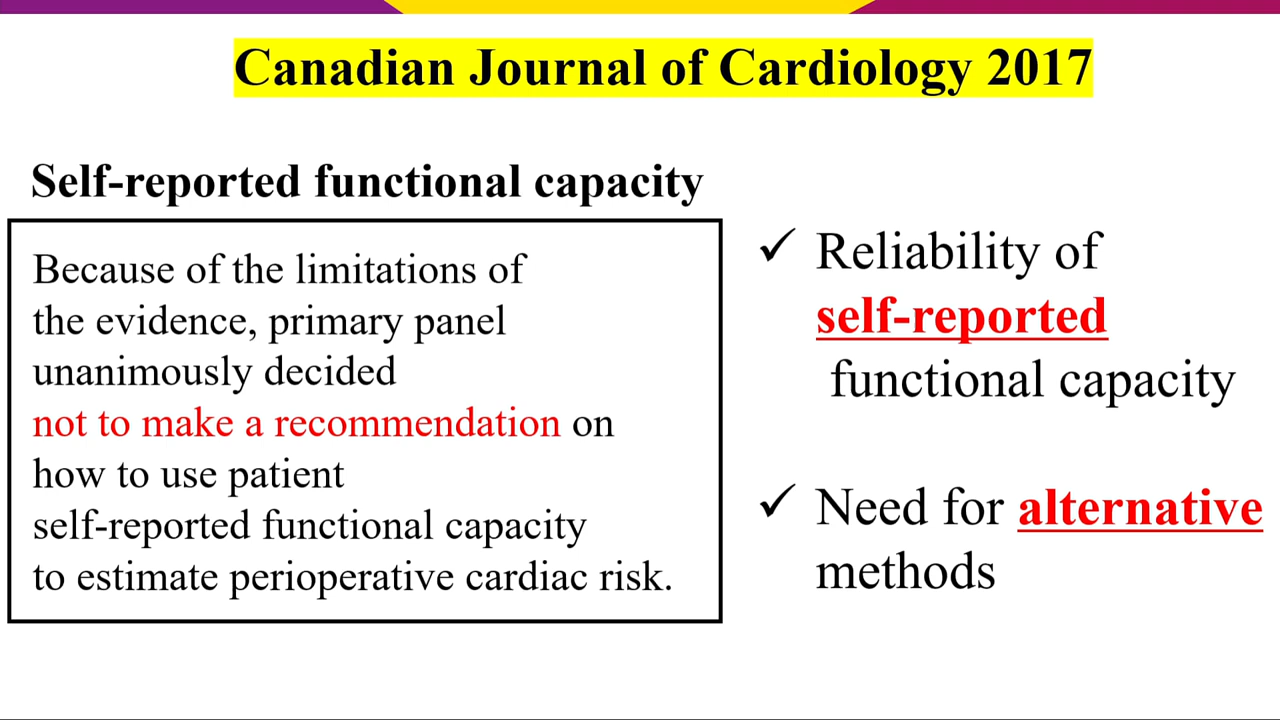 Canadian Journal of Cardiology 2017
Self-reported functional capacity
Because of the limitations of
the evidence, primary panel
unanimously decided
not to make a recommendation on
how to use patient
self-reported functional capacity
to estimate perioperative cardiac risk.
✓ Reliability of
self-reported
functional capacity
✓ Need for alternative
methods